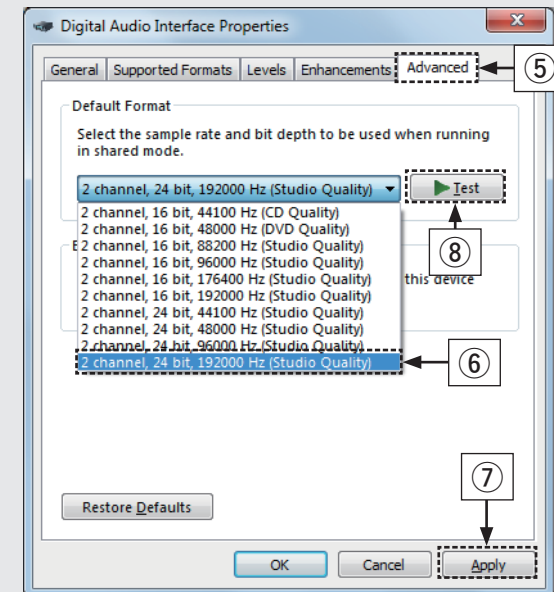 Digital Audio Interface Properties
General Supported Formats Levels Enhancements Advanced
⑤
Default Format
Select the sample rate and bit depth to be used when running
in shared mode.
2 channel, 24 bit, 192000 Hz (Studio Quality)
Test
⑧
2 channel, 16 bit, 44100 Hz (CD Quality)
2 channel, 16 bit, 48000 Hz (DVD Quality)
2 channel, 16 bit, 88200 Hz (Studio Quality)
2 channel, 16 bit, 96000 Hz (Studio Quality)
2 channel, 16 bit, 176400 Hz (Studio Quality)
this device
2 channel, 16 bit, 192000 Hz (Studio Quality)
2 channel, 24 bit, 44100 Hz (Studio Quality)
2 channel, 24 bit, 48000 Hz (Studio Quality)
2 channel, 24 bit, 96000 Hz (Studio Quality)
2 channel, 24 bit, 192000 Hz (Studio Quality)
⑥
⑦
Restore Defaults
OK Cancel Apply